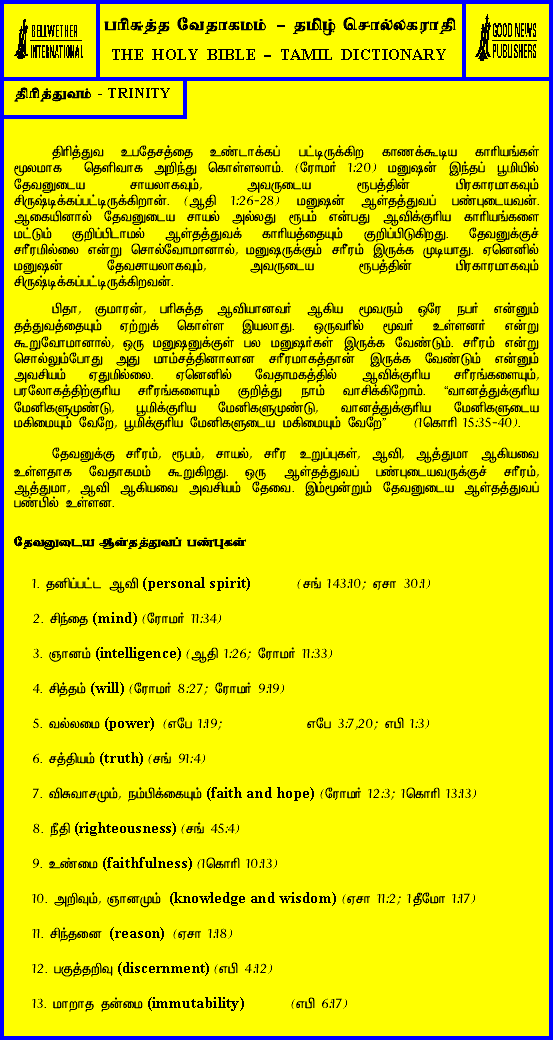 BELLWETHER
INTERNATIONAL
பரிசுத்த வேதாகமம் – தமிழ் சொல்லகராதி
THE HOLY BIBLE – TAMIL DICTIONARY
GOOD NEWS
PUBLISHERS
திரித்துவம் - TRINITY
திரித்துவ உபதேசத்தை உண்டாக்கப் பட்டிருக்கிற காணக்கூடிய காரியங்கள்
மூலமாக தெளிவாக அறிந்து கொள்ளலாம். (ரோமர் 1:20) மனுஷன் இந்தப் பூமியில்
தேவனுடைய சாயலாகவும், அவருடைய ரூபத்தின் பிரகாரமாகவும்
சிருஷ்டிக்கப்பட்டிருக்கிறான். (ஆதி 1:26-28) மனுஷன் ஆள்தத்துவப் பண்புடையவன்.
ஆகையினால் தேவனுடைய சாயல் அல்லது ரூபம் என்பது ஆவிக்குரிய காரியங்களை
மட்டும் குறிப்பிடாமல் ஆள்தத்துவக் காரியத்தையும் குறிப்பிடுகிறது. தேவனுக்குச்
சரீரமில்லை என்று சொல்வோமானால், மனுஷருக்கும் சரீரம் இருக்க முடியாது. ஏனெனில்
மனுஷன் தேவசாயலாகவும், அவருடைய ரூபத்தின் பிரகாரமாகவும்
சிருஷ்டிக்கப்பட்டிருக்கிறவன்.
பிதா, குமாரன், பரிசுத்த ஆவியானவர் ஆகிய மூவரும் ஒரே நபர் என்னும்
தத்துவத்தையும் ஏற்றுக் கொள்ள இயலாது. ஒருவரில் மூவர் உள்ளனர் என்று
கூறுவோமானால், ஒரு மனுஷனுக்குள் பல மனுஷர்கள் இருக்க வேண்டும். சரீரம் என்று
சொல்லும்போது அது மாம்சத்தினாலான சரீரமாகத்தான் இருக்க வேண்டும் என்னும்
அவசியம் ஏதுமில்லை. ஏனெனில் வேதாமகத்தில் ஆவிக்குரிய சரீரங்களையும்,
பரலோகத்திற்குரிய சரீரங்களையும் குறித்து நாம் வாசிக்கிறோம். “வானத்துக்குரிய
மேனிகளுமுண்டு, பூமிக்குரிய மேனிகளுமுண்டு, வானத்துக்குரிய மேனிகளுடைய
மகிமையும் வேறே, பூமிக்குரிய மேனிகளுடைய மகிமையும் வேறே” (1கொரி 15:35-40).
தேவனுக்கு சரீரம், ரூபம், சாயல், சரீர உறுப்புகள், ஆவி, ஆத்துமா ஆகியவை
உள்ளதாக வேதாகமம் கூறுகிறது. ஒரு ஆள்தத்துவப் பண்புடையவருக்குச் சரீரம்,
ஆத்துமா, ஆவி ஆகியவை அவசியம் தேவை. இம்மூன்றும் தேவனுடைய ஆள்தத்துவப்
பண்பில் உள்ளன.
தேவனுடைய ஆள்தத்துவப் பண்புகள்
1. தனிப்பட்ட ஆவி (personal spirit) (சங் 143:10; ஏசா 30:1)
2. சிந்தை (mind) (ரோமர் 11:34)
3. ஞானம் (intelligence) (ஆதி 1:26; ரோமர் 11:33)
4. சித்தம் (will) (ரோமர் 8:27; ரோமர் 9:19)
5. வல்லமை (power) (எபே 1:19; எபே 3:7,20; எபி 1:3)
6. சத்தியம் (truth) (சங் 91:4)
7. விசுவாசமும், நம்பிக்கையும் (faith and hope) (ரோமர் 12:3; 1கொரி 13:13)
8. நீதி (righteousness) (சங் 45:4)
9. உண்மை (faithfulness) (1கொரி 10:13)
10. அறிவும், ஞானமும் (knowledge and wisdom) (ஏசா 11:2; 1தீமோ 1:17)
11. சிந்தனை (reason) (ஏசா 1:18)
12. பகுத்தறிவு (discernment) (எபி 4:12)
13. மாறாத தன்மை (immutability) (எபி 6:17)